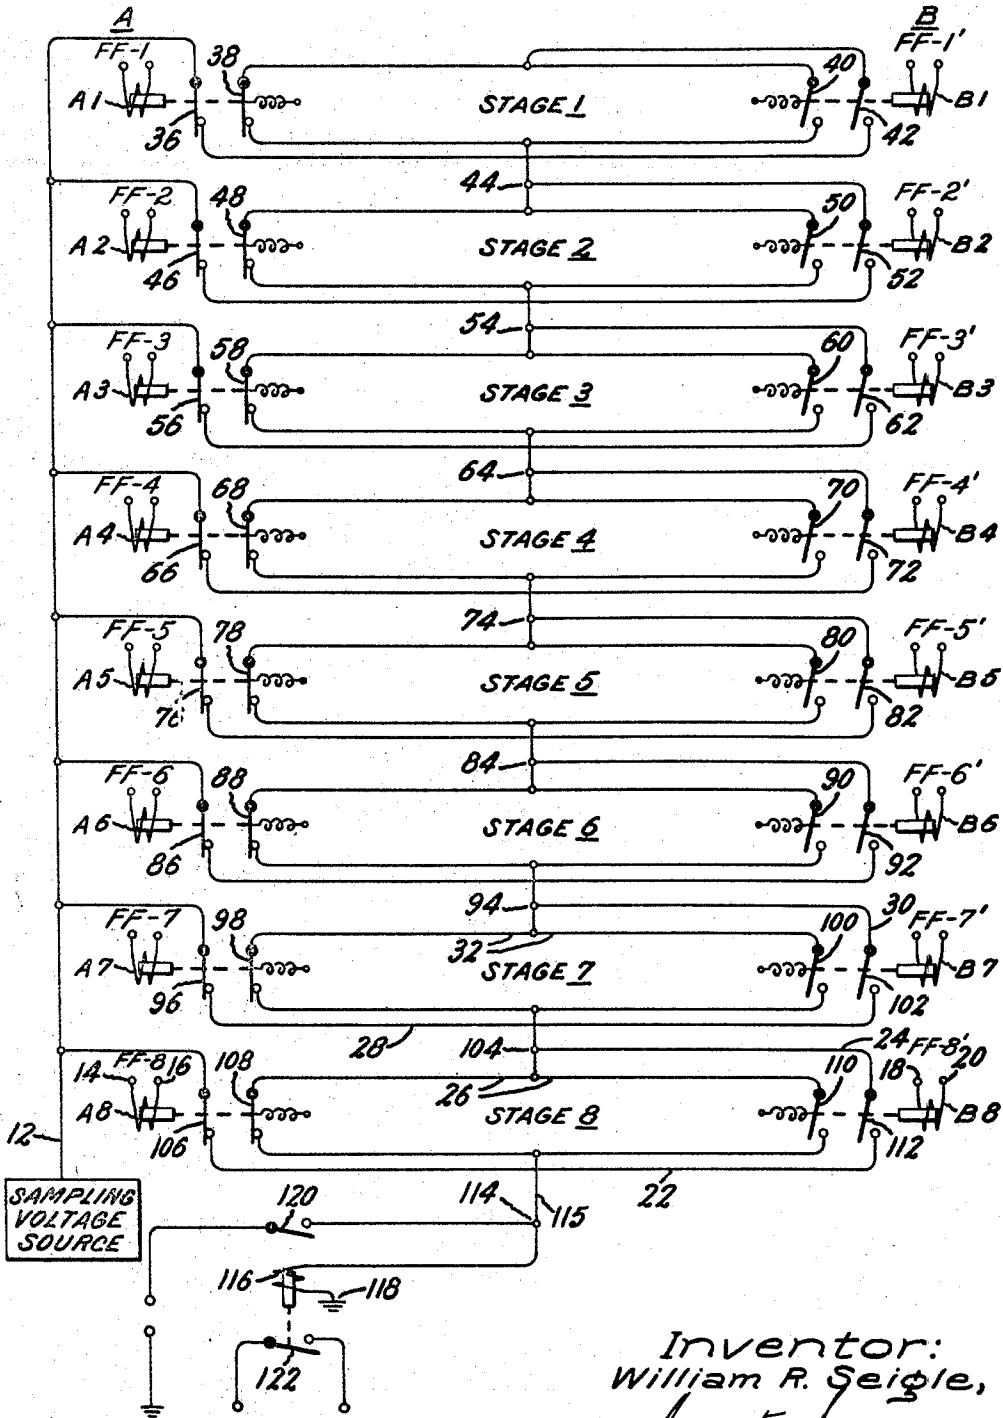 A B
FF-1 38 40 FF-1'
A1 36 STAGE 1 42 B1
44
FF-2 48 50 FF-2'
A2 46 STAGE 2 52 B2
54
FF-3 58 60 FF-3'
A3 56 STAGE 3 62 B3
64
FF-4 68 70 FF-4'
A4 66 STAGE 4 72 B4
74
FF-5 78 80 FF-5'
A5 76 STAGE 5 82 B5
84
FF-6 88 90 FF-6'
A6 86 STAGE 6 92 B6
94 30
FF-7 98 32 100 FF-7'
A7 96 STAGE 7 102 B7
28 104 24 FF-8'
14 FF-8 16 108 26 110 18 20
A8 106 STAGE 8 112 B8
12
22
SAMPLING
VOLTAGE
SOURCE
120 114 115
116 118
122
Inventor:
William R. Seigle,